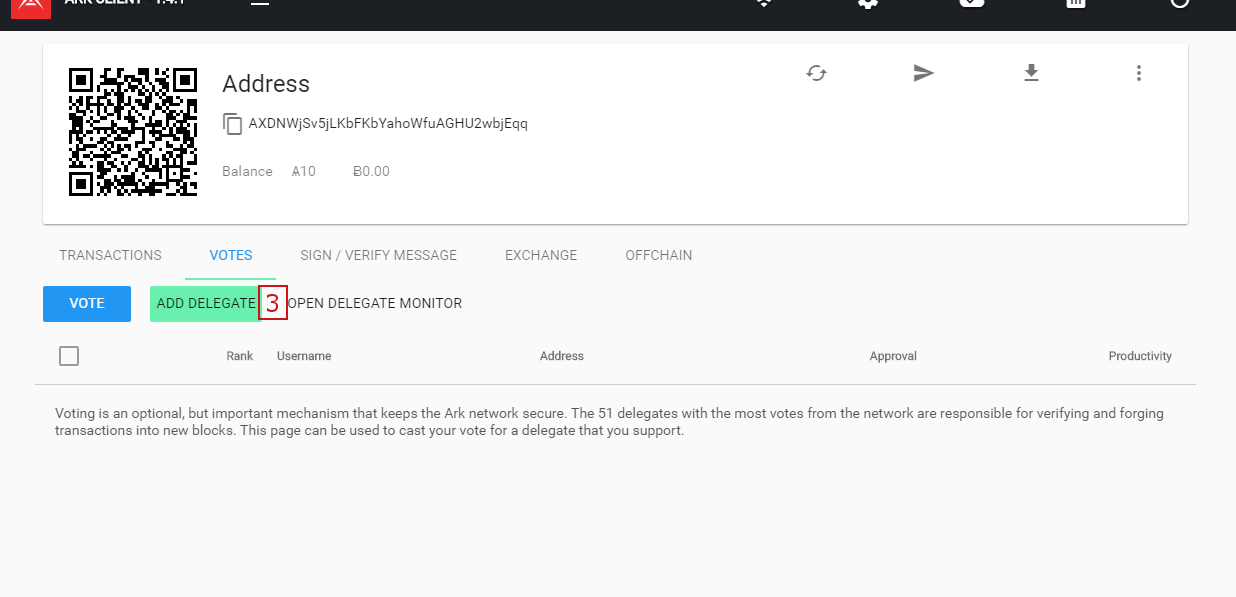 ARK CLIENT 1.4.1
Address
AXDNWjSv5jLKbFKbYahoWfuAGHU2wbjEqq
Balance Ѧ10 Ƀ0.00
TRANSACTIONS VOTES SIGN / VERIFY MESSAGE EXCHANGE OFFCHAIN
VOTE ADD DELEGATE 3 OPEN DELEGATE MONITOR
Rank Username Address Approval Productivity
Voting is an optional, but important mechanism that keeps the Ark network secure. The 51 delegates with the most votes from the network are responsible for verifying and forging
transactions into new blocks. This page can be used to cast your vote for a delegate that you support.